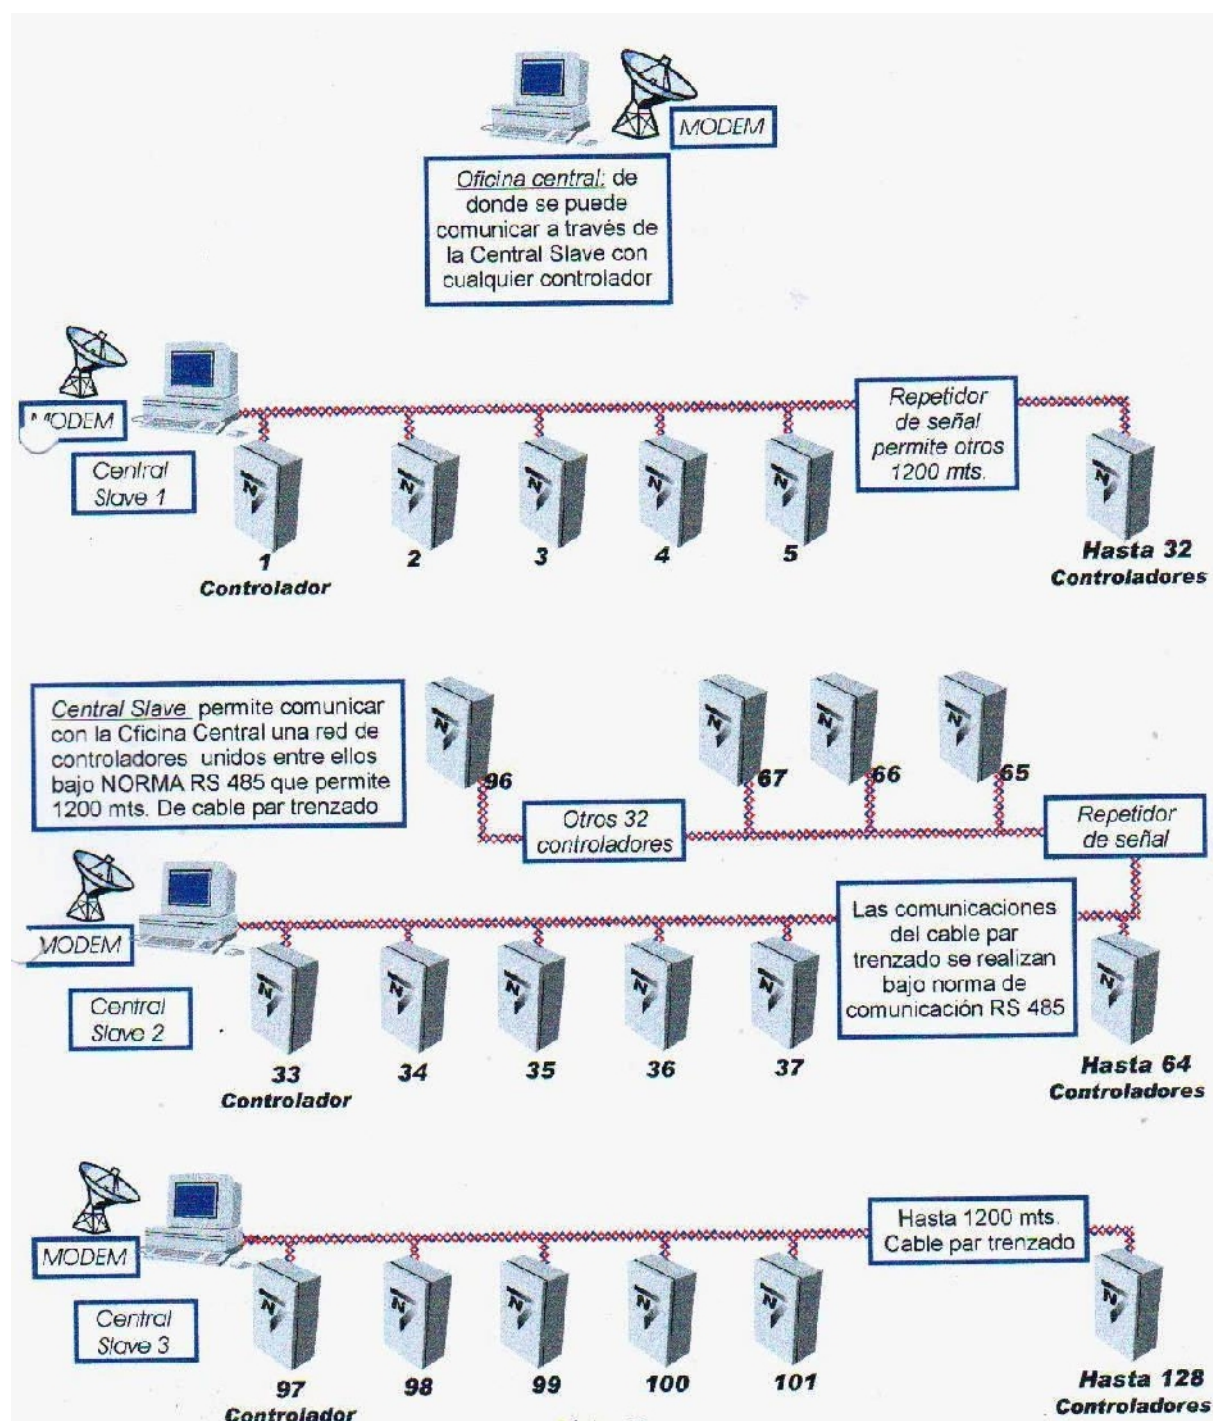 MODEM
Oficina central: de
donde se puede
comunicar a través de
la Central Slave con
cualquier controlador
MODEM
Central
Slave 1
Repetidor
de señal
permite otros
1200 mts.
N
N
N
N
N
N
1
2
3
4
5
Hasta 32
Controlador
Controladores
Central Slave permite comunicar
con la Oficina Central una red de
controladores unidos entre ellos
bajo NORMA RS 485 que permite
1200 mts. De cable par trenzado
N
N
N
N
96
67
66
65
Otros 32
controladores
Repetidor
de señal
MODEM
Central
Slave 2
Las comunicaciones
del cable par
trenzado se realizan
bajo norma de
comunicación RS 485
N
N
N
N
N
N
33
34
35
36
37
Hasta 64
Controlador
Controladores
MODEM
Central
Slave 3
Hasta 1200 mts.
Cable par trenzado
N
N
N
N
N
N
97
98
99
100
101
Hasta 128
Controlador
Controladores